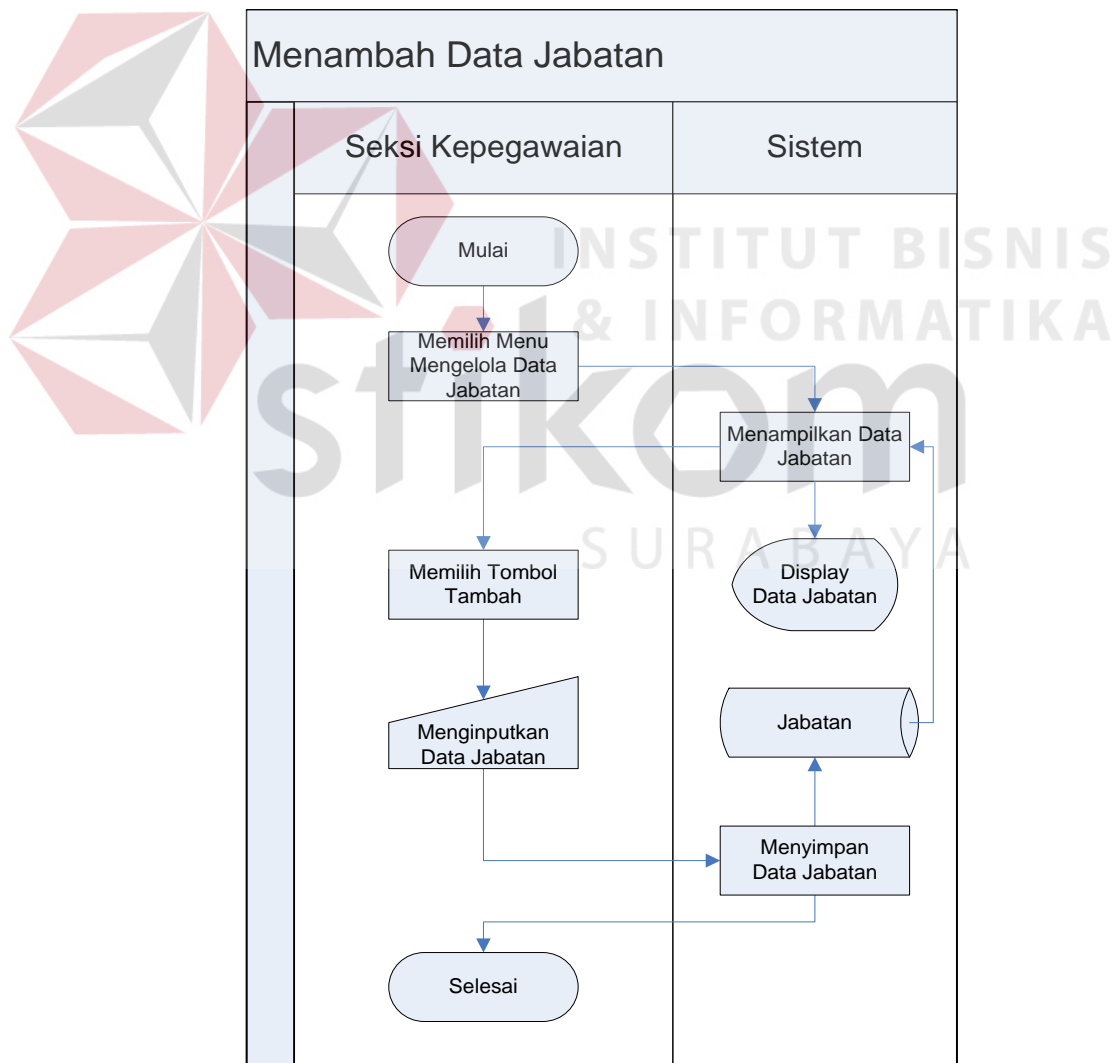 Menambah Data Jabatan
Seksi Kepegawaian
Sistem
Mulai
INSTITUT BISNIS
& INFORMATIKA
stikom
SURABAYA
Memilih Menu
Mengelola Data
Jabatan
Menampilkan Data
Jabatan
Memilih Tombol
Tambah
Display
Data Jabatan
Menginputkan
Data Jabatan
Jabatan
Menyimpan
Data Jabatan
Selesai